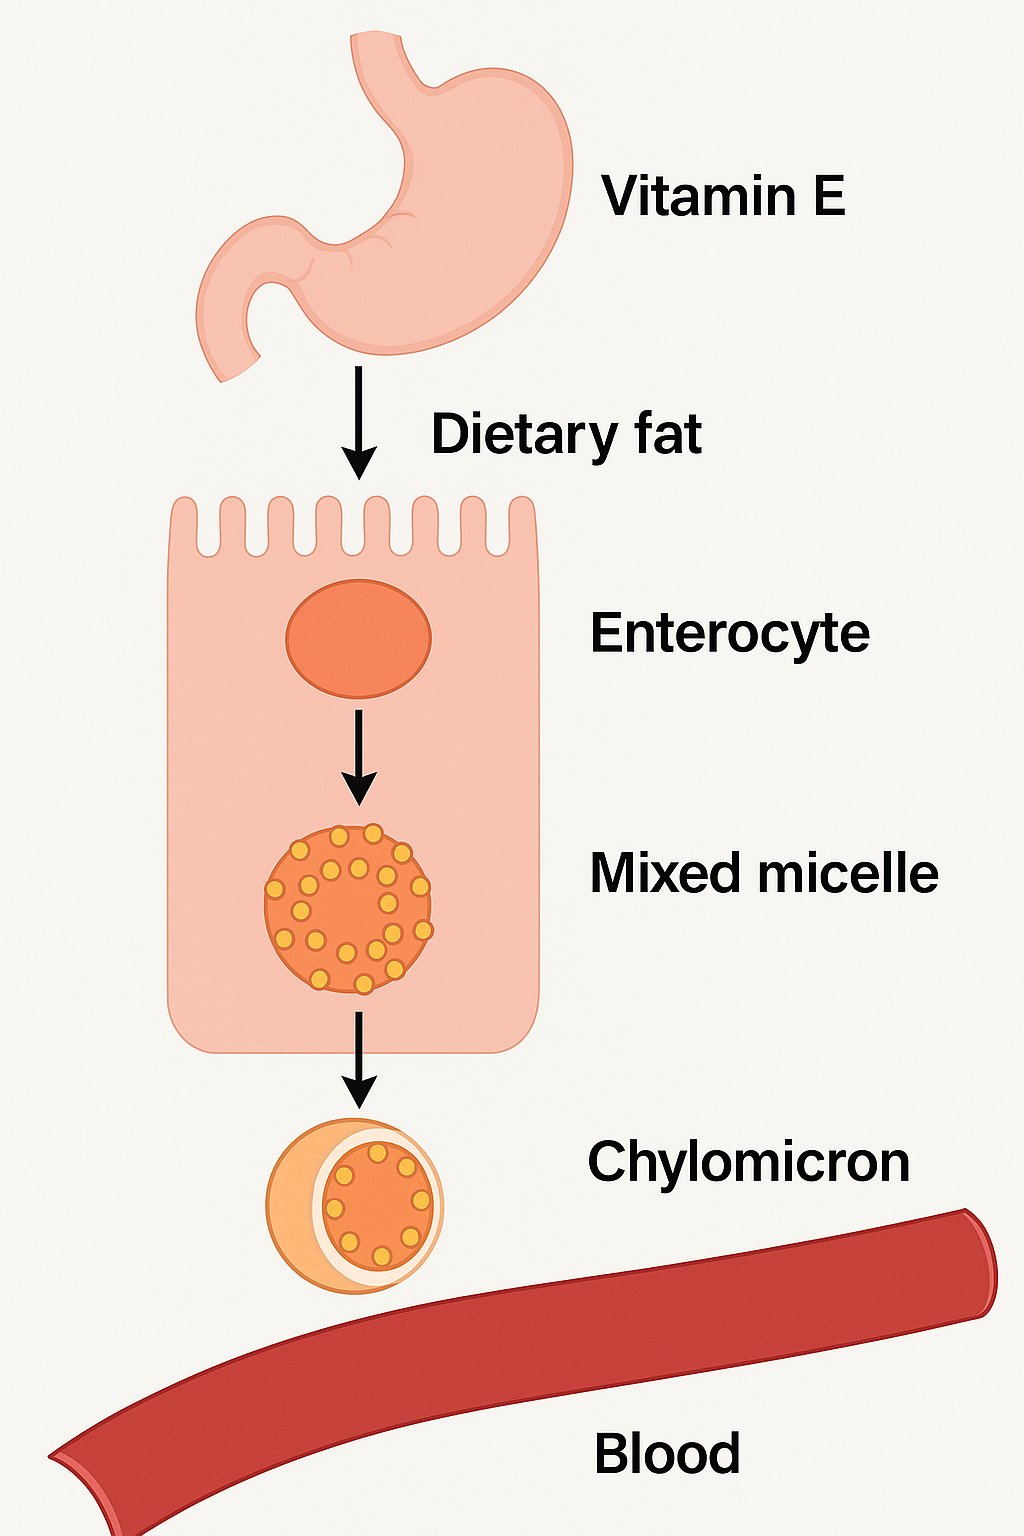 Vitamin E
Dietary fat
Enterocyte
Mixed micelle
Chylomicron
Blood